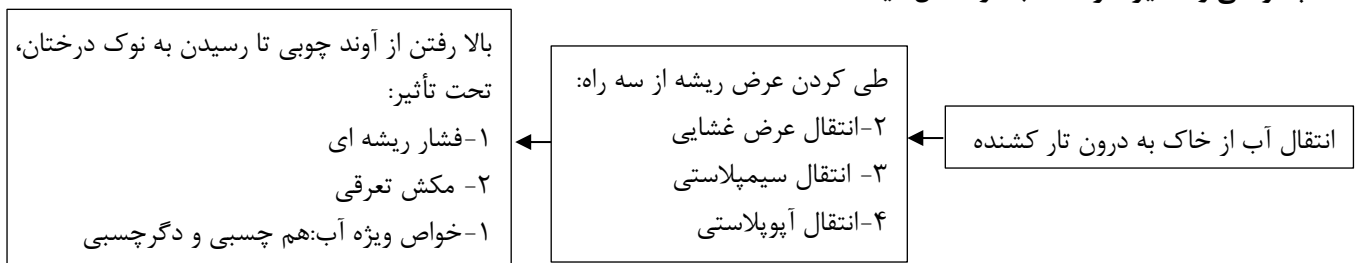 انتقال آب از خاک به درون تار کشنده
طی کردن عرض ریشه از سه راه:
۲-انتقال عرض غشایی
۳- انتقال سیمپلاستی
۴-انتقال آپوپلاستی
بالا رفتن از آوند چوبی تا رسیدن به نوک درختان،
تحت تأثیر:
۱-فشار ریشه ای
۲- مکش تعرقی
۱-خواص ویژه آب:هم چسبی و دگرچسبی